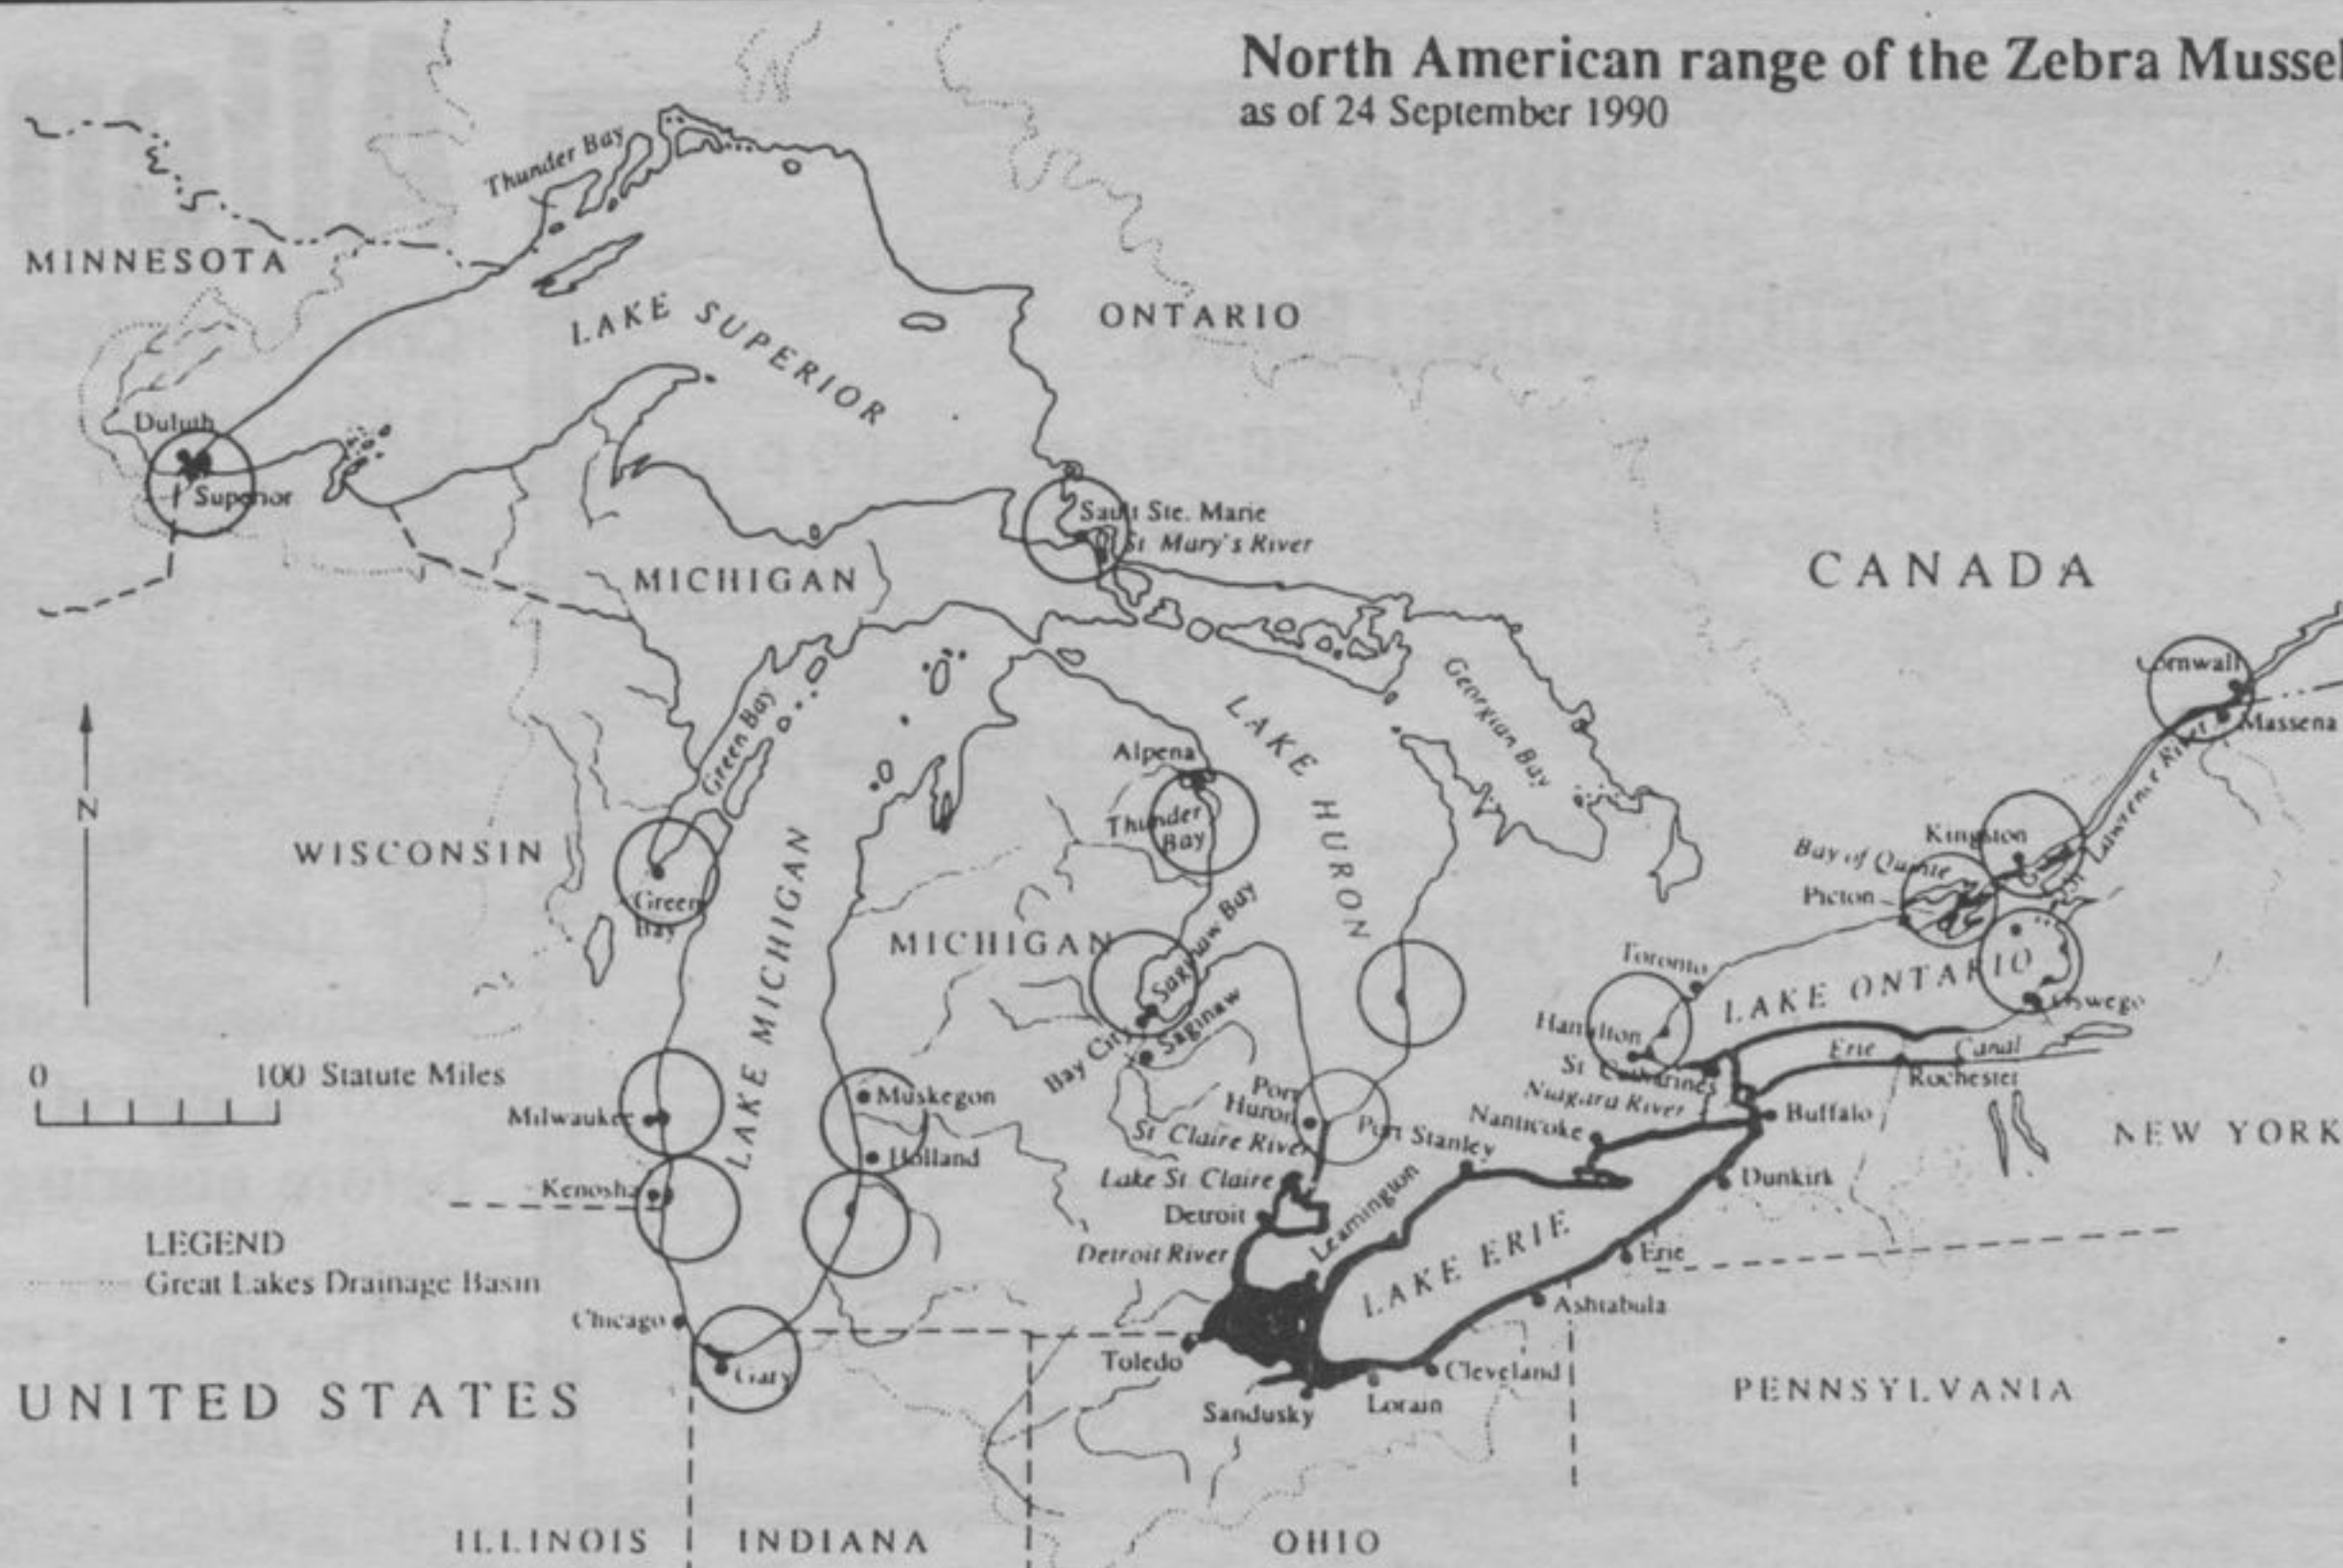 North American range of the Zebra Mussel
as of 24 September 1990
Thunder Bay
MINNESOTA
LAKE SUPERIOR
ONTARIO
Duluth
Superior
Sault Ste. Marie
St Mary's River
MICHIGAN
CANADA
Cornwall
Massena
St Lawrence River
Georgian Bay
LAKE HURON
Green Bay
Alpena
Thunder
Bay
N
WISCONSIN
Green
Bay
LAKE MICHIGAN
MICHIGAN
Saginaw Bay
Kingston
Bay of Quinte
Picton
Toronto
LAKE ONTARIO
Oswego
Hamilton
Bay City
Saginaw
Erie Canal
Rochester
St Catharines
Niagara River
0 100 Statute Miles
Milwaukee
Muskegon
Holland
Port
Huron
St Claire River
Port Stanley
Nanticoke
Buffalo
NEW YORK
Kenosha
Lake St. Claire
Detroit
Leamington
Dunkirk
Detroit River
LAKE ERIE
Erie
LEGEND
Great Lakes Drainage Basin
Chicago
Gary
Toledo
Ashtabula
Cleveland
Sandusky
Lorain
UNITED STATES
PENNSYLVANIA
ILLINOIS
INDIANA
OHIO